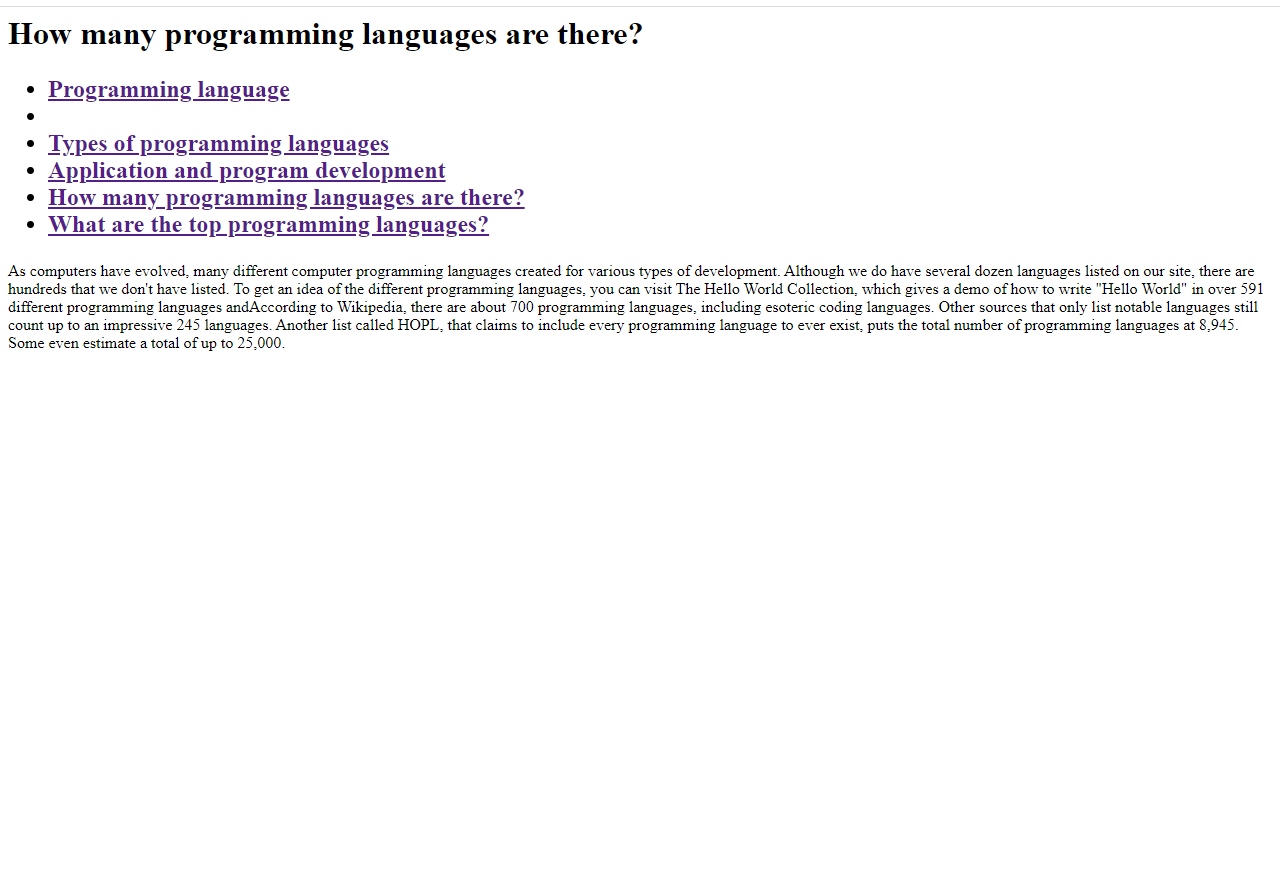 How many programming languages are there?
Programming language
Types of programming languages
Application and program development
How many programming languages are there?
What are the top programming languages?
As computers have evolved, many different computer programming languages created for various types of development. Although we do have several dozen languages listed on our site, there are
hundreds that we don't have listed. To get an idea of the different programming languages, you can visit The Hello World Collection, which gives a demo of how to write "Hello World" in over 591
different programming languages andAccording to Wikipedia, there are about 700 programming languages, including esoteric coding languages. Other sources that only list notable languages still
count up to an impressive 245 languages. Another list called HOPL, that claims to include every programming language to ever exist, puts the total number of programming languages at 8,945.
Some even estimate a total of up to 25,000.